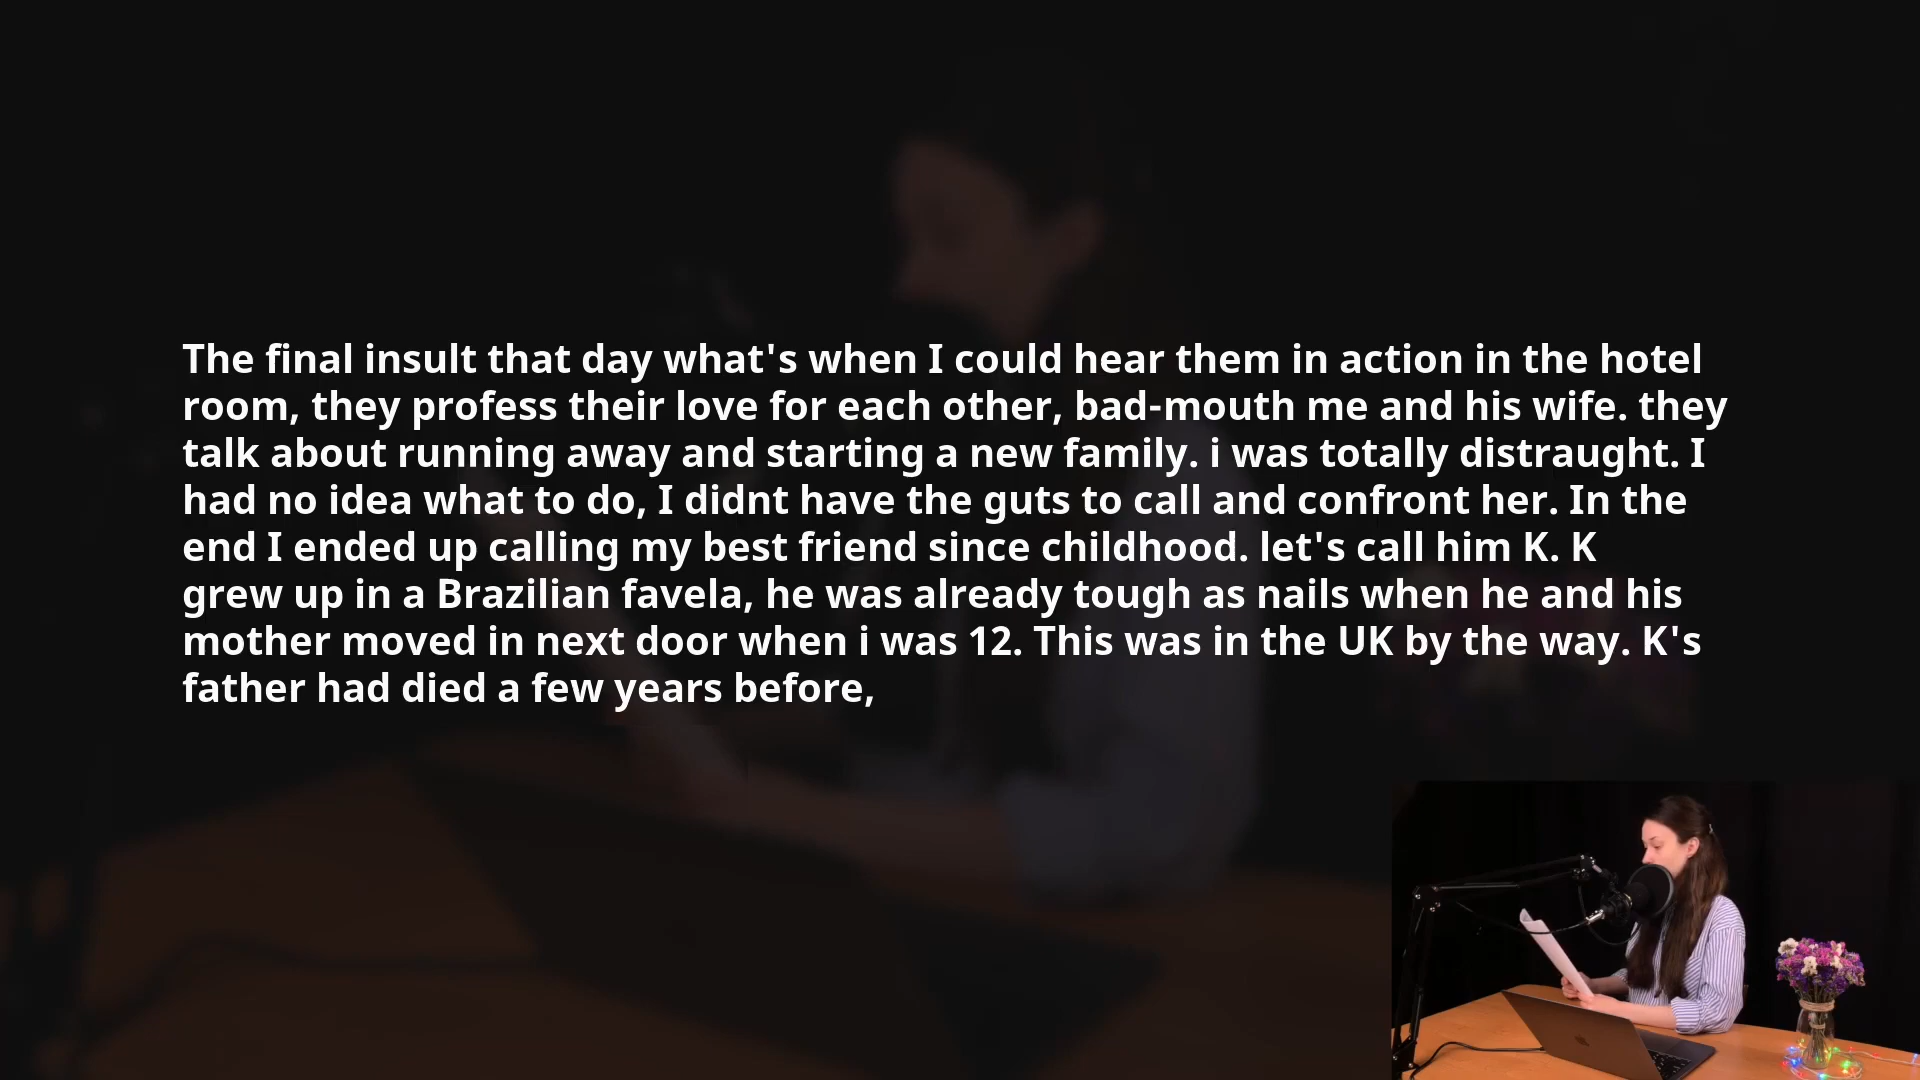 The final insult that day what's when I could hear them in action in the hotel
room, they profess their love for each other, bad-mouth me and his wife. they
talk about running away and starting a new family. i was totally distraught. I
had no idea what to do, I didnt have the guts to call and confront her. In the
end I ended up calling my best friend since childhood. let's call him K. K
grew up in a Brazilian favela, he was already tough as nails when he and his
mother moved in next door when i was 12. This was in the UK by the way. K's
father had died a few years before,